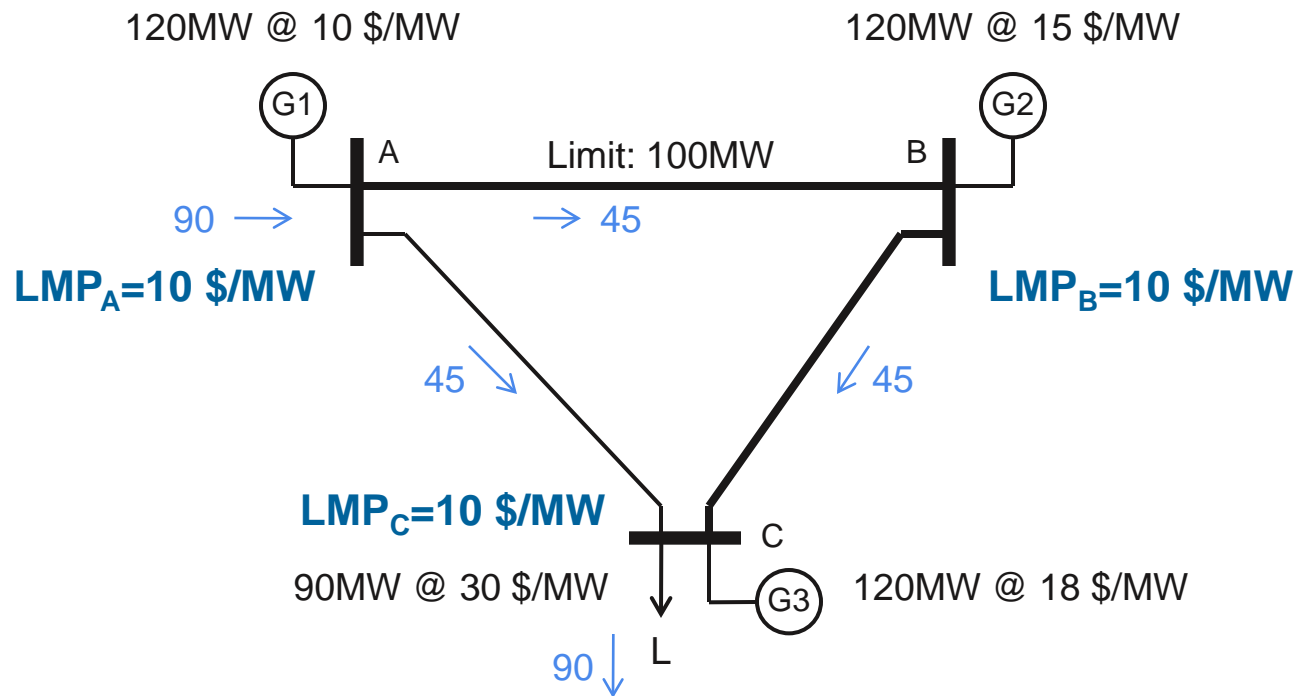 120MW @ 10 $/MW
120MW @ 15 $/MW
G1
G2
A
Limit: 100MW
B
90
45
LMPA=10 $/MW
LMPB=10 $/MW
45
45
LMPC=10 $/MW
C
90MW @ 30 $/MW
G3
120MW @ 18 $/MW
L
90